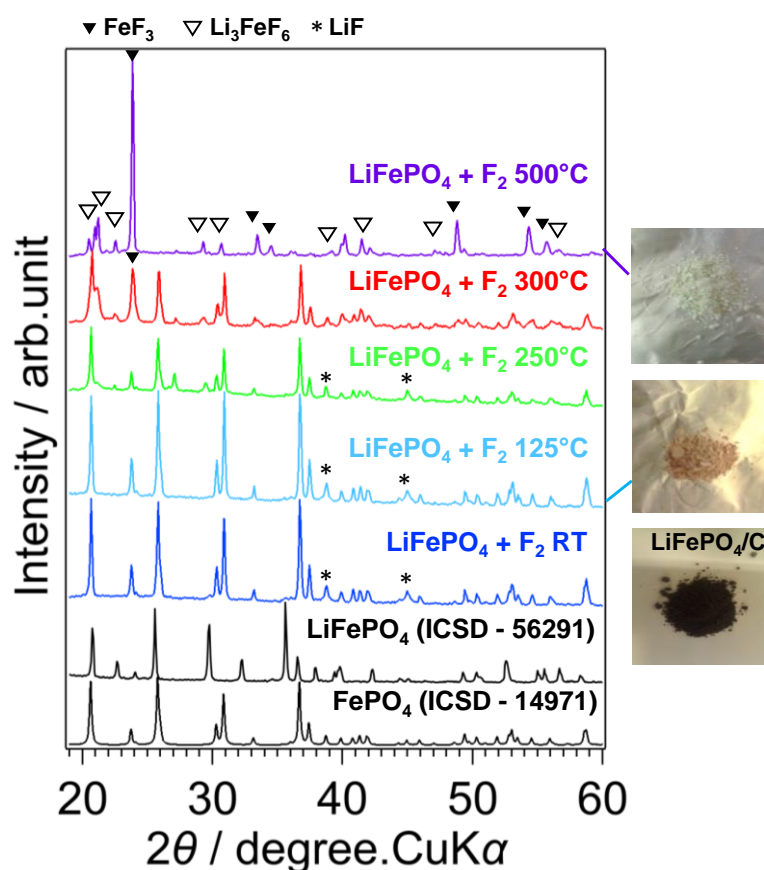 ▼ FeF₃ ▽ Li₃FeF₆ * LiF
LiFePO₄ + F₂ 500°C
LiFePO₄ + F₂ 300°C
LiFePO₄ + F₂ 250°C
* *
LiFePO₄ + F₂ 125°C
* *
LiFePO₄ + F₂ RT
* *
LiFePO₄/C
LiFePO₄ (ICSD - 56291)
FePO₄ (ICSD - 14971)
Intensity / arb.unit
20 30 40 50 60
2θ / degree.CuKα